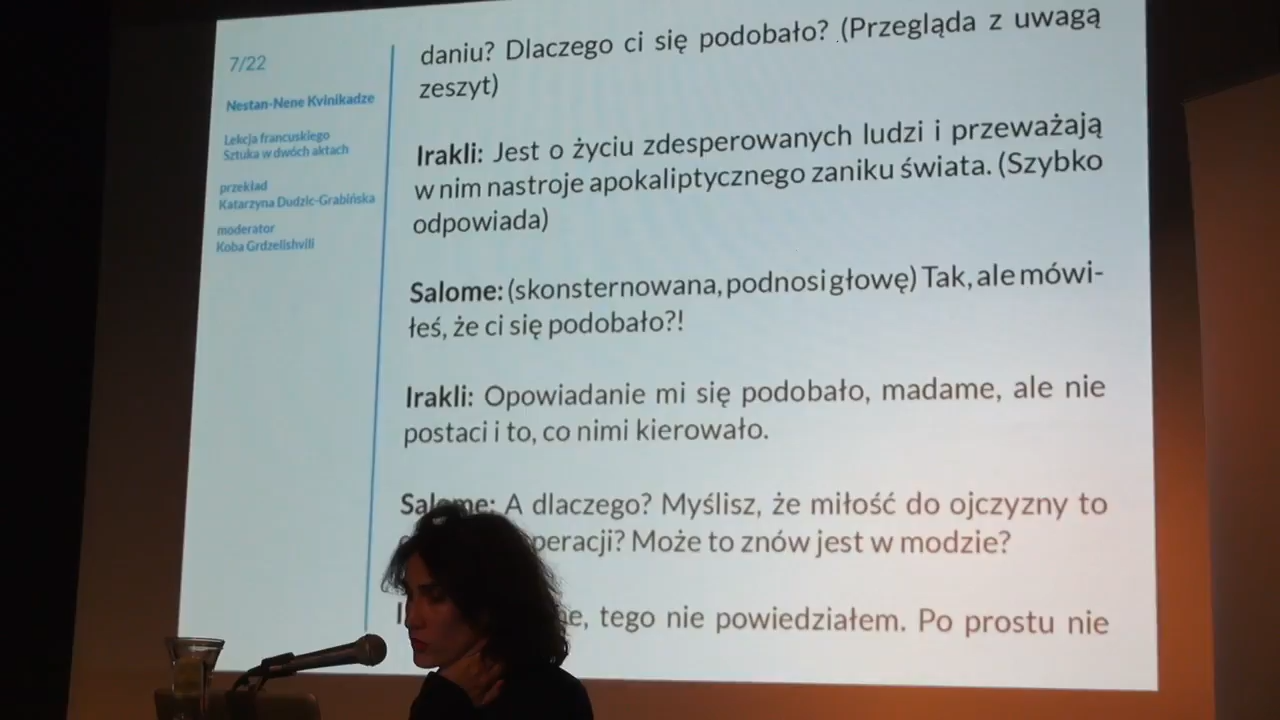 7/22
Nestan-Nene Kvinikadze
Lekcja francuskiego
Sztuka w dwóch aktach
przekład
Katarzyna Dudzic-Grabińska
moderator
Koba Grdzelishvili
daniu? Dlaczego ci się podobało? (Przegląda z uwagą
zeszyt)
Irakli: Jest o życiu zdesperowanych ludzi i przeważają
w nim nastroje apokaliptycznego zaniku świata. (Szybko
odpowiada)
Salome: (skonsternowana, podnosi głowę) Tak, ale mówi-
łeś, że ci się podobało?!
Irakli: Opowiadanie mi się podobało, madame, ale nie
postaci i to, co nimi kierowało.
Salome: A dlaczego? Myślisz, że miłość do ojczyzny to
peracji? Może to znów jest w modzie?
tego nie powiedziałem. Po prostu nie